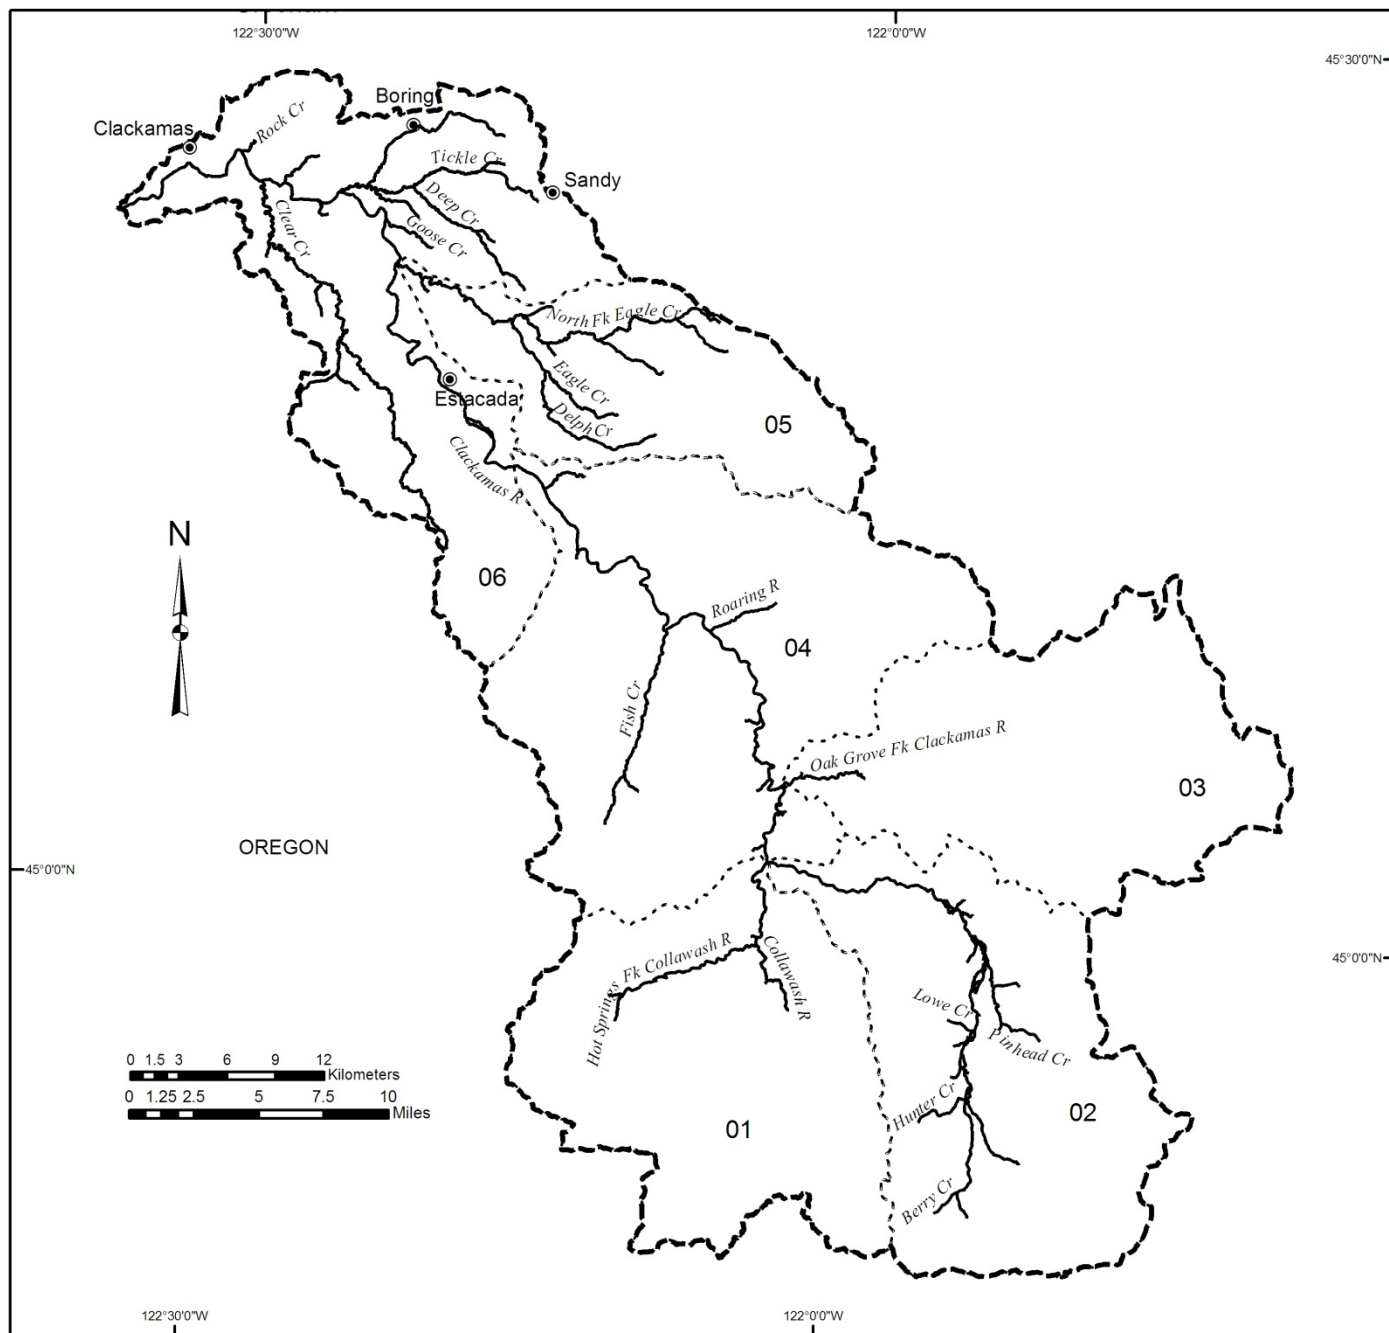 122°30'0"W
122°0'0"W
45°30'0"N
Boring
Clackamas
Rock Cr
Tickle Cr
Sandy
Deep Cr
Clear Cr
Goose Cr
North Fk Eagle Cr
Eagle Cr
Estacada
Delph Cr
05
Clackamas R
N
06
Roaring R
04
Fish Cr
Oak Grove Fk Clackamas R
03
OREGON
45°0'0"N
Hot Springs Fk Collawash R
Collawash R
45°0'0"N
Lowe Cr
Pinhead Cr
0 1.5 3 6 9 12
Kilometers
0 1.25 2.5 5 7.5 10
Miles
Hunter Cr
02
01
Berry Cr
122°30'0"W
122°0'0"W